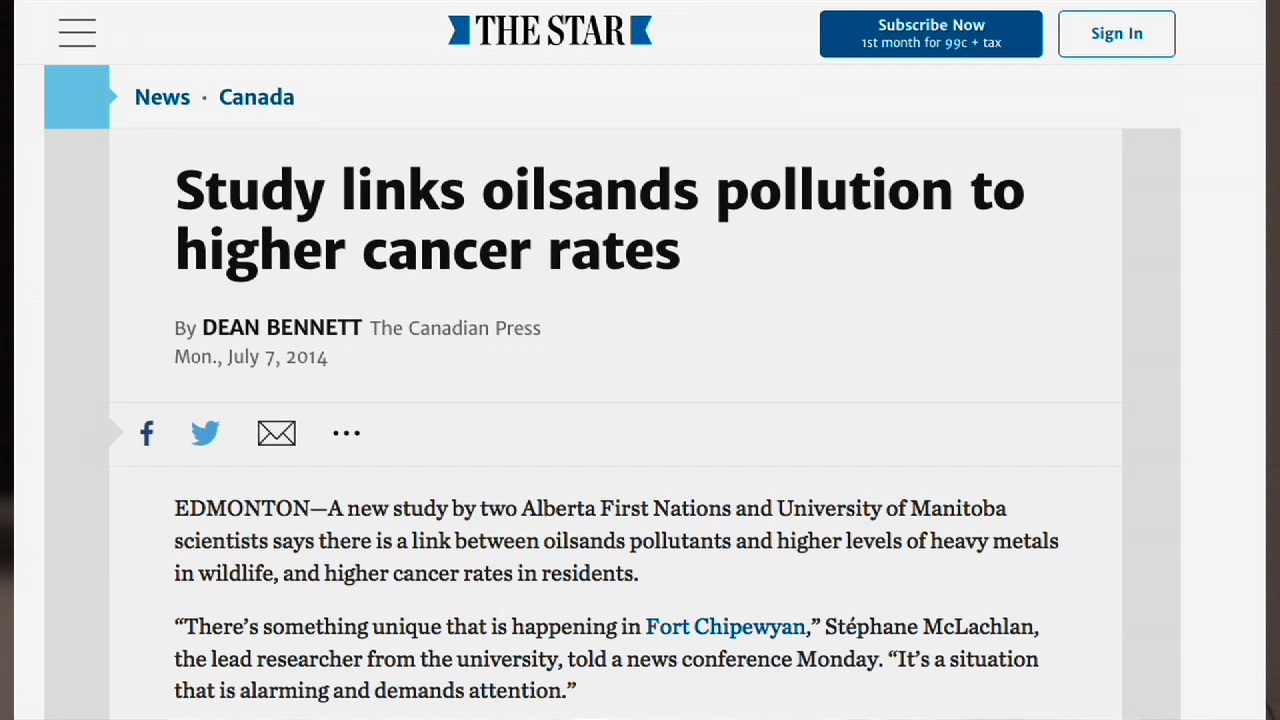 THE STAR
Subscribe Now
1st month for 99c + tax
Sign In
News · Canada
Study links oilsands pollution to
higher cancer rates
By DEAN BENNETT The Canadian Press
Mon., July 7, 2014
EDMONTON—A new study by two Alberta First Nations and University of Manitoba
scientists says there is a link between oilsands pollutants and higher levels of heavy metals
in wildlife, and higher cancer rates in residents.
“There’s something unique that is happening in Fort Chipewyan,” Stéphane McLachlan,
the lead researcher from the university, told a news conference Monday. “It’s a situation
that is alarming and demands attention.”